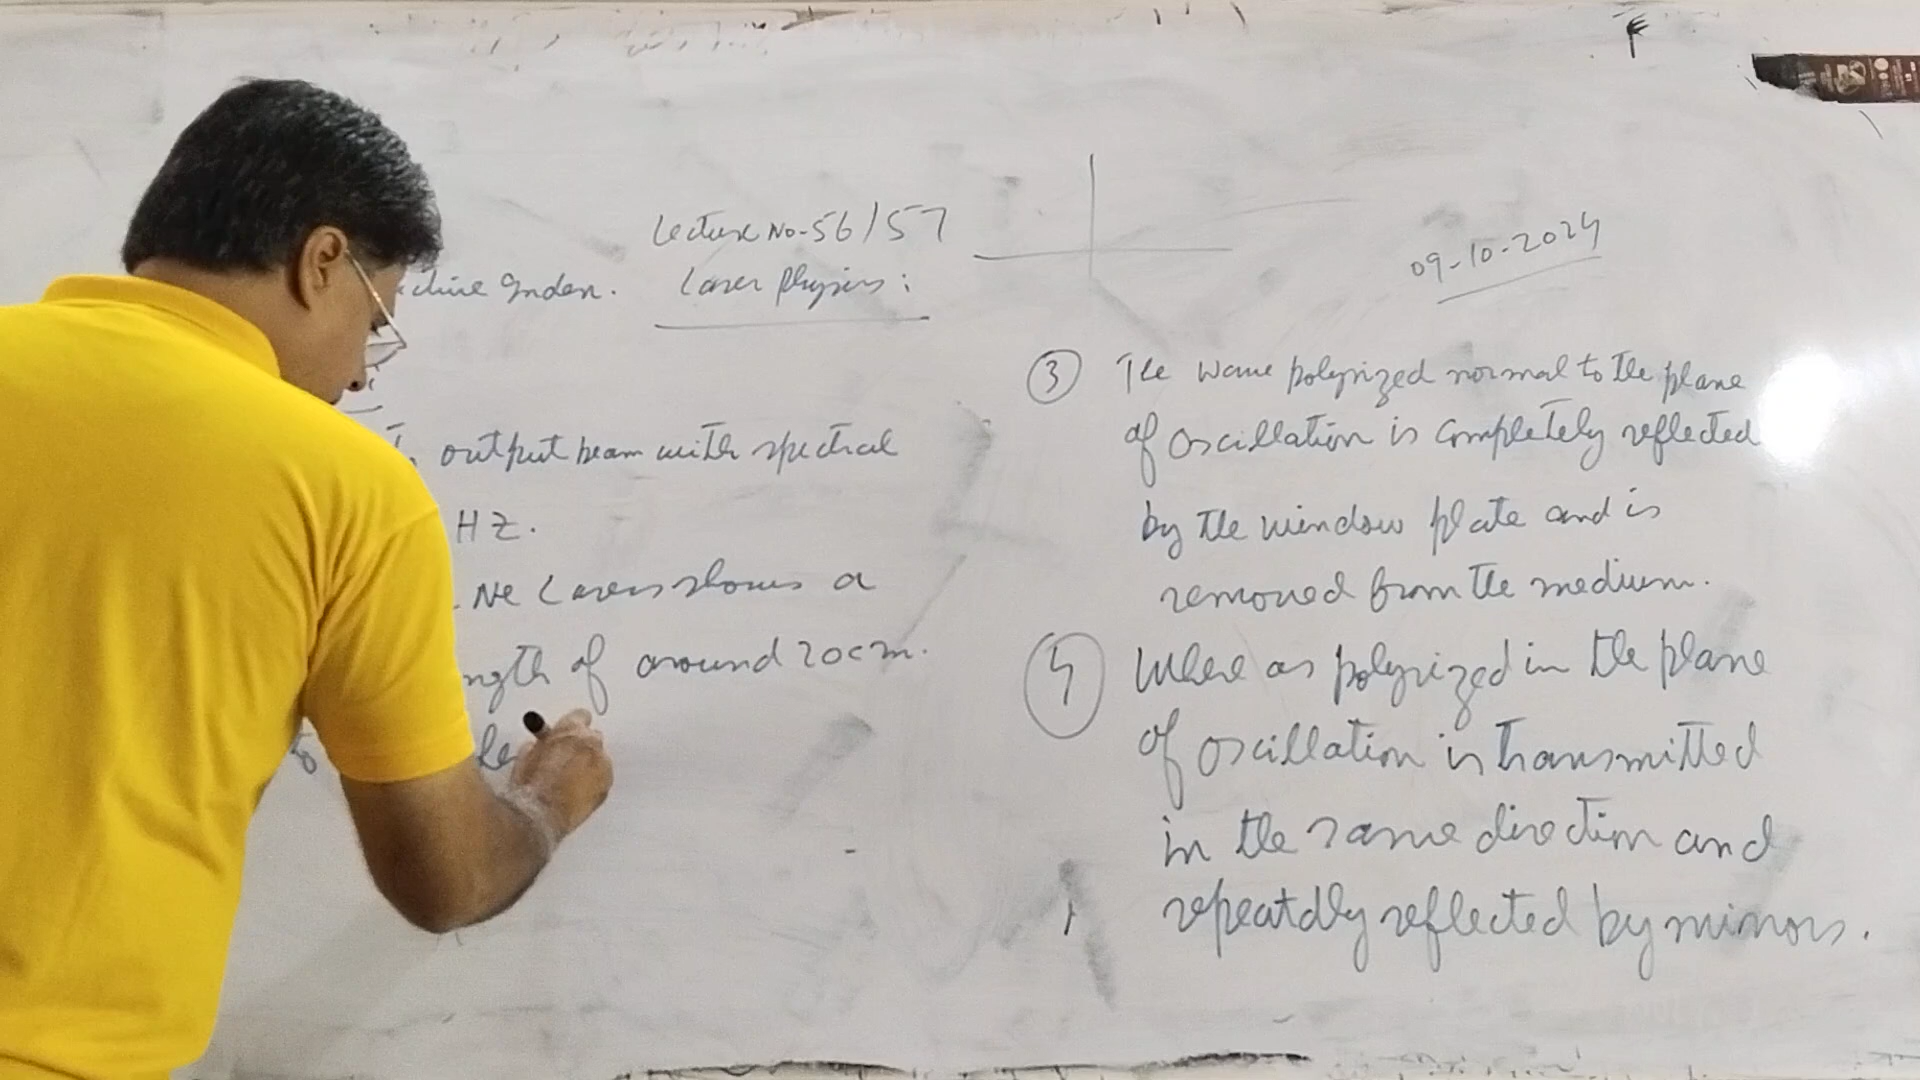 Lecture No-56/57
Laser Physics:
09-10-2024
Index.
output beam with spectral
HZ.
Ne Lasers shows a
ngth of around 20cm.
③ The wave polyrized normal to the plane
of oscillation is completely reflected
by the window plate and is
removed from the medium.
④ Where as polyrized in the plane
of oscillation is transmitted
in the same direction and
repeatdly reflected by mirrors.